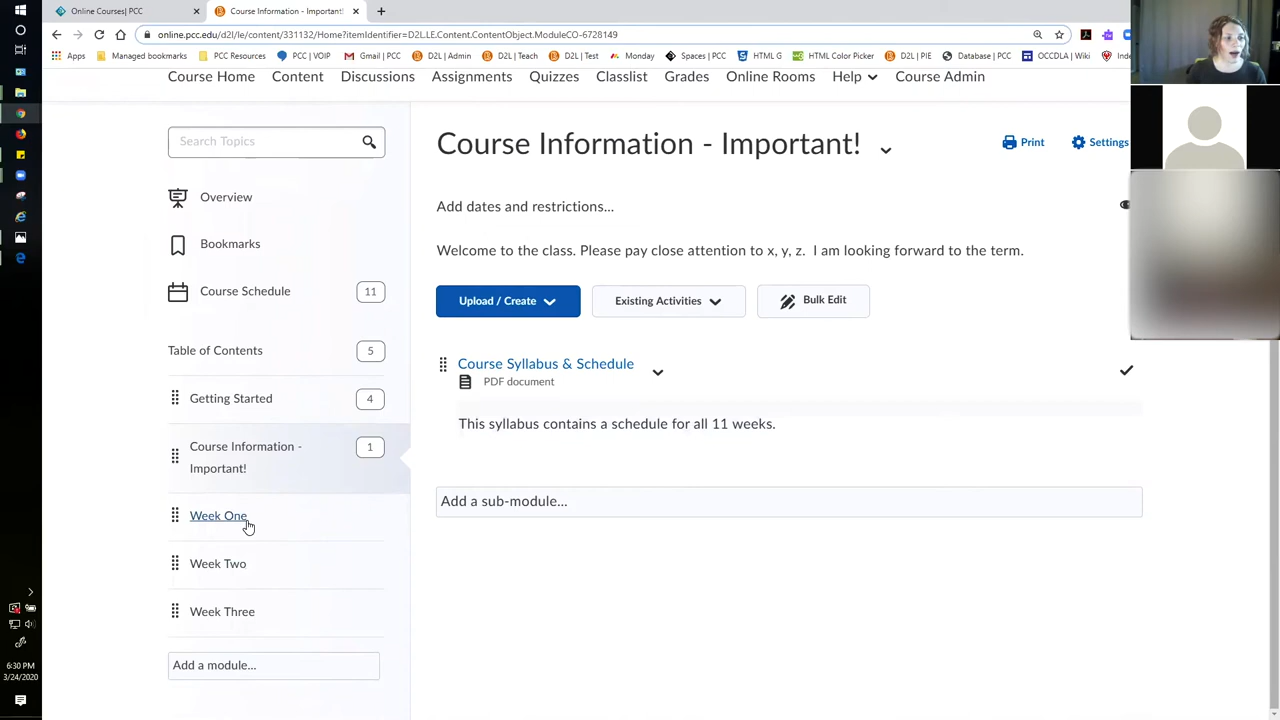 Online Courses| PCC
Course Information - Important!
online.pcc.edu/d2l/le/content/331132/Home?itemIdentifier=D2L.LE.Content.ContentObject.ModuleCO-6728149
Apps Managed bookmarks PCC Resources PCC | VOIP Gmail | PCC D2L | Admin D2L | Teach D2L | Test Monday Spaces | PCC HTML G HTML Color Picker D2L | PIE Database | PCC OCCDLA | Wiki
Course Home Content Discussions Assignments Quizzes Classlist Grades Online Rooms Help Course Admin
Search Topics
Overview
Bookmarks
Course Schedule 11
Table of Contents 5
Getting Started 4
Course Information - 1
Important!
Week One
Week Two
Week Three
Add a module...
Course Information - Important!
Print Settings
Add dates and restrictions...
Welcome to the class. Please pay close attention to x, y, z. I am looking forward to the term.
Upload / Create Existing Activities Bulk Edit
Course Syllabus & Schedule
PDF document
This syllabus contains a schedule for all 11 weeks.
Add a sub-module...
6:30 PM
3/24/2020